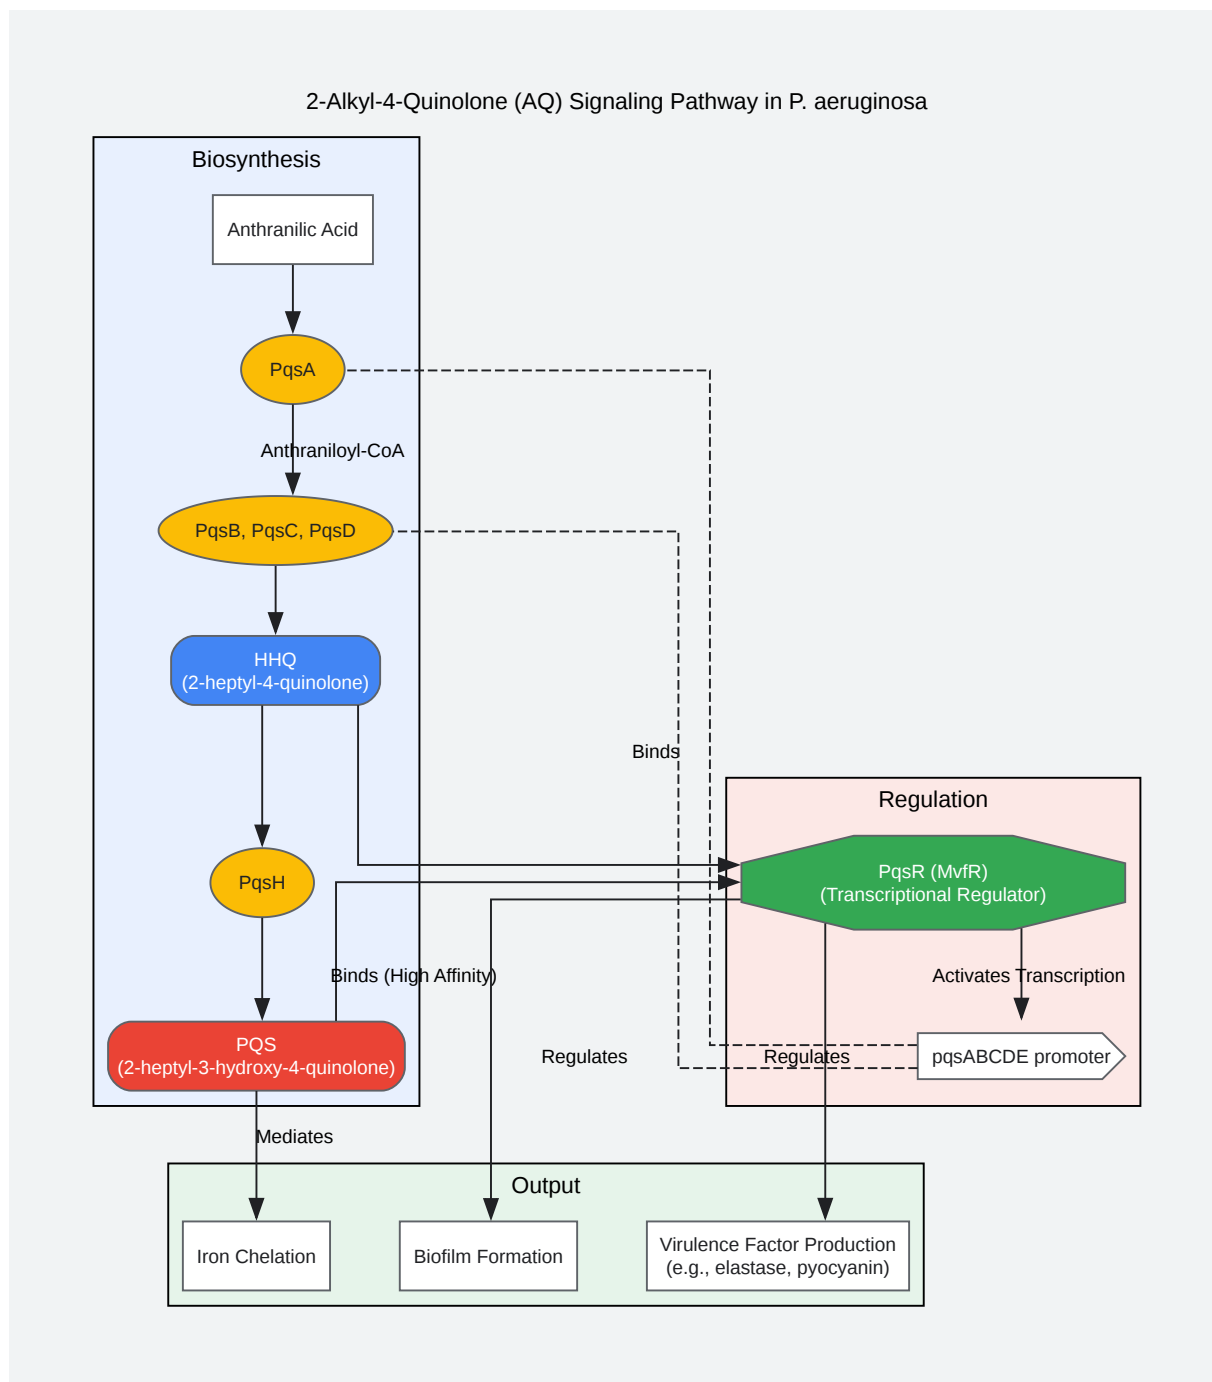 2-Alkyl-4-Quinolone (AQ) Signaling Pathway in P. aeruginosa
Biosynthesis
Anthranilic Acid
PqsA
Anthraniloyl-CoA
PqsB, PqsC, PqsD
HHQ
(2-heptyl-4-quinolone)
Binds
Regulation
PqsR (MvfR)
(Transcriptional Regulator)
PqsH
Binds (High Affinity)
Activates Transcription
PQS
(2-heptyl-3-hydroxy-4-quinolone)
Regulates
Regulates
pqsABCDE promoter
Mediates
Output
Iron Chelation
Biofilm Formation
Virulence Factor Production
(e.g., elastase, pyocyanin)